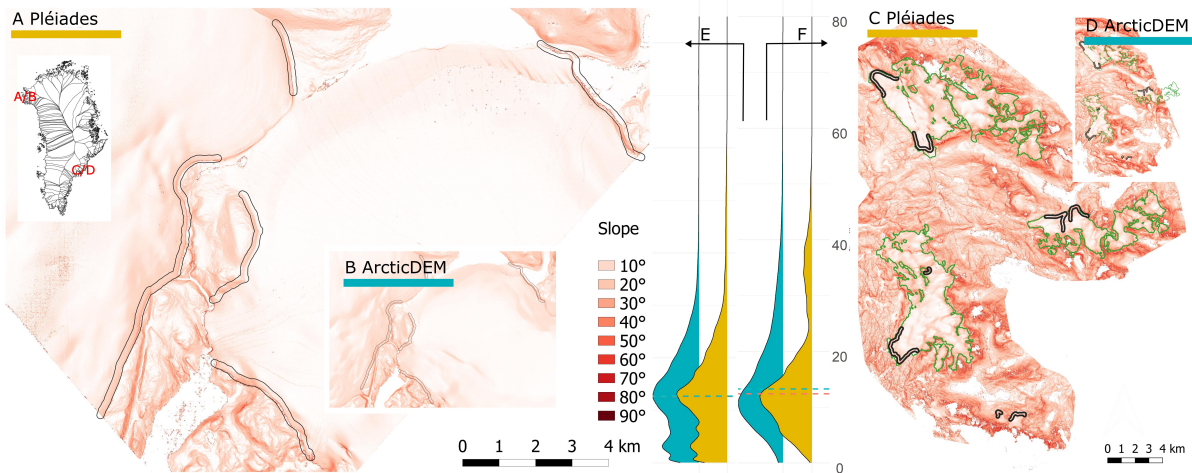 A Pléiades
A/B
C/D
B ArcticDEM
Slope
10°
20°
30°
40°
50°
60°
70°
80°
90°
0 1 2 3 4 km
E
F
80
60
40
20
0
C Pléiades
D ArcticDEM
0 1 2 3 4 km